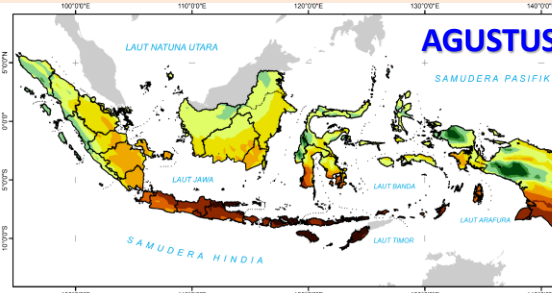 100°0'0"E 110°0'0"E 120°0'0"E 130°0'0"E 140°0'0"E
AGUSTUS
LAUT NATUNA UTARA
SAMUDERA PASIFIK
5°0'0"N
0°0'0"
5°0'0"S
10°0'0"S
LAUT JAWA
LAUT BANDA
LAUT ARAFURA
LAUT TIMOR
SAMUDERA HINDIA